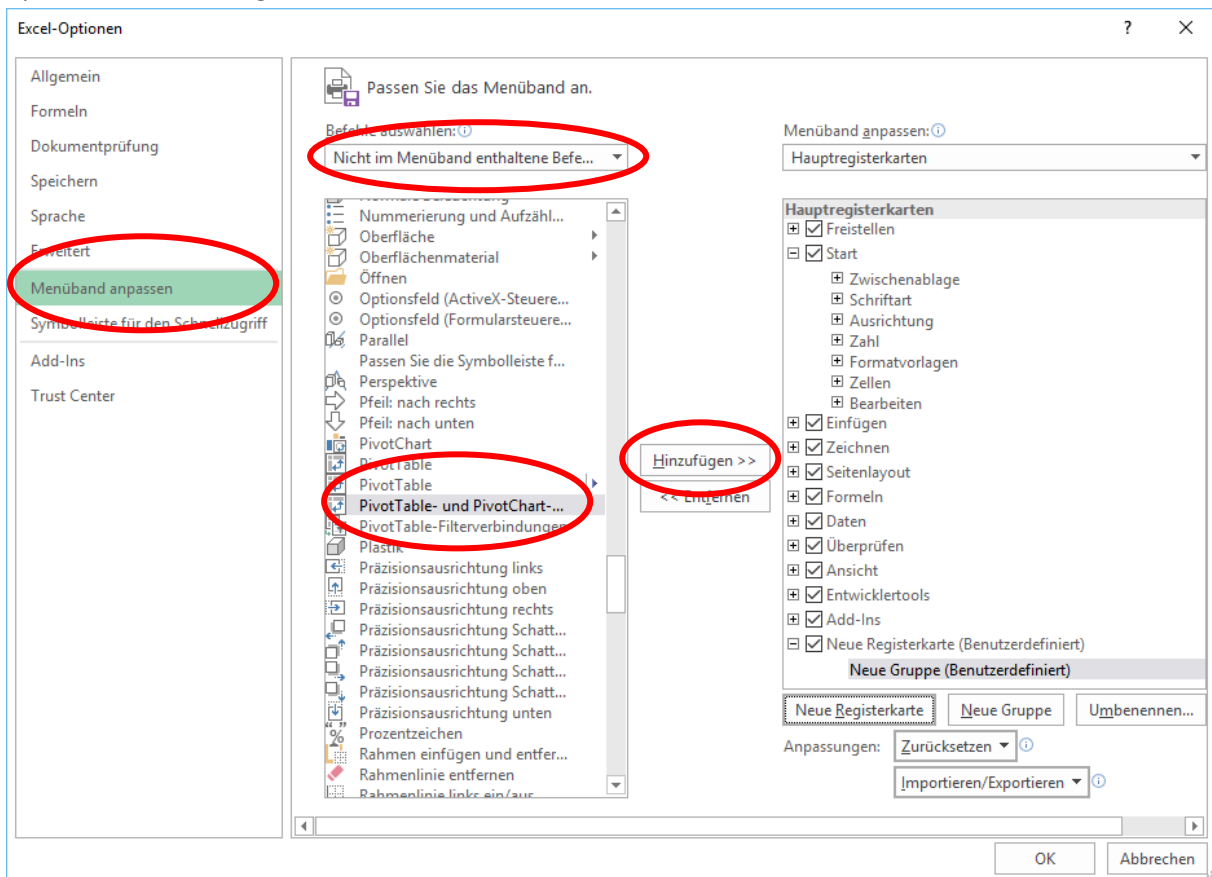 Excel-Optionen
?
Allgemein
Formeln
Dokumentprüfung
Speichern
Sprache
Erweitert
Menüband anpassen
Symbolleiste für den Schnellzugriff
Add-Ins
Trust Center
Passen Sie das Menüband an.
Befehle auswählen:
Nicht im Menüband enthaltene Befe...
Nummerierung und Aufzähl...
Oberfläche
Oberflächenmaterial
Öffnen
Optionsfeld (ActiveX-Steuere...
Optionsfeld (Formularsteuere...
Parallel
Passen Sie die Symbolleiste f...
Perspektive
Pfeil: nach rechts
Pfeil: nach unten
PivotChart
PivotTable
PivotTable
PivotTable- und PivotChart-...
PivotTable-Filterverbindungen
Plastik
Präzisionsausrichtung links
Präzisionsausrichtung oben
Präzisionsausrichtung rechts
Präzisionsausrichtung Schatt...
Präzisionsausrichtung Schatt...
Präzisionsausrichtung Schatt...
Präzisionsausrichtung Schatt...
Präzisionsausrichtung unten
Prozentzeichen
Rahmen einfügen und entfer...
Rahmenlinie entfernen
Rahmenlinie links ein/aus
Hinzufügen >>
<< Entfernen
Menüband anpassen:
Hauptregisterkarten
Hauptregisterkarten
Freistellen
Start
Zwischenablage
Schriftart
Ausrichtung
Zahl
Formatvorlagen
Zellen
Bearbeiten
Einfügen
Zeichnen
Seitenlayout
Formeln
Daten
Überprüfen
Ansicht
Entwicklertools
Add-Ins
Neue Registerkarte (Benutzerdefiniert)
Neue Gruppe (Benutzerdefiniert)
Neue Registerkarte Neue Gruppe Umbenennen...
Anpassungen: Zurücksetzen
Importieren/Exportieren
OK Abbrechen